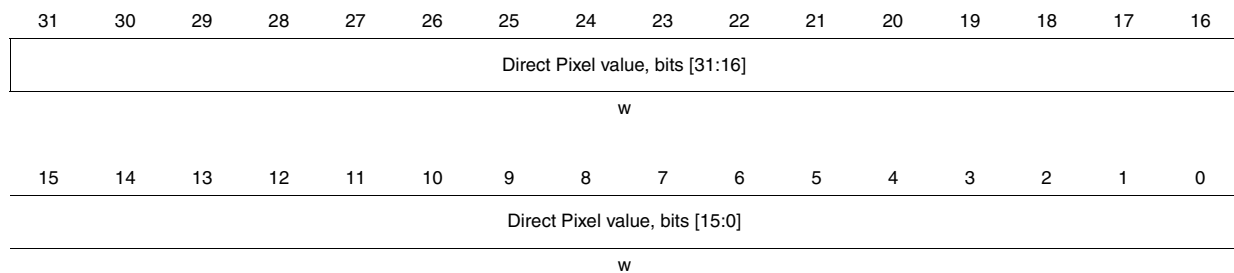 31 30 29 28 27 26 25 24 23 22 21 20 19 18 17 16
Direct Pixel value, bits [31:16]
w
15 14 13 12 11 10 9 8 7 6 5 4 3 2 1 0
Direct Pixel value, bits [15:0]
w